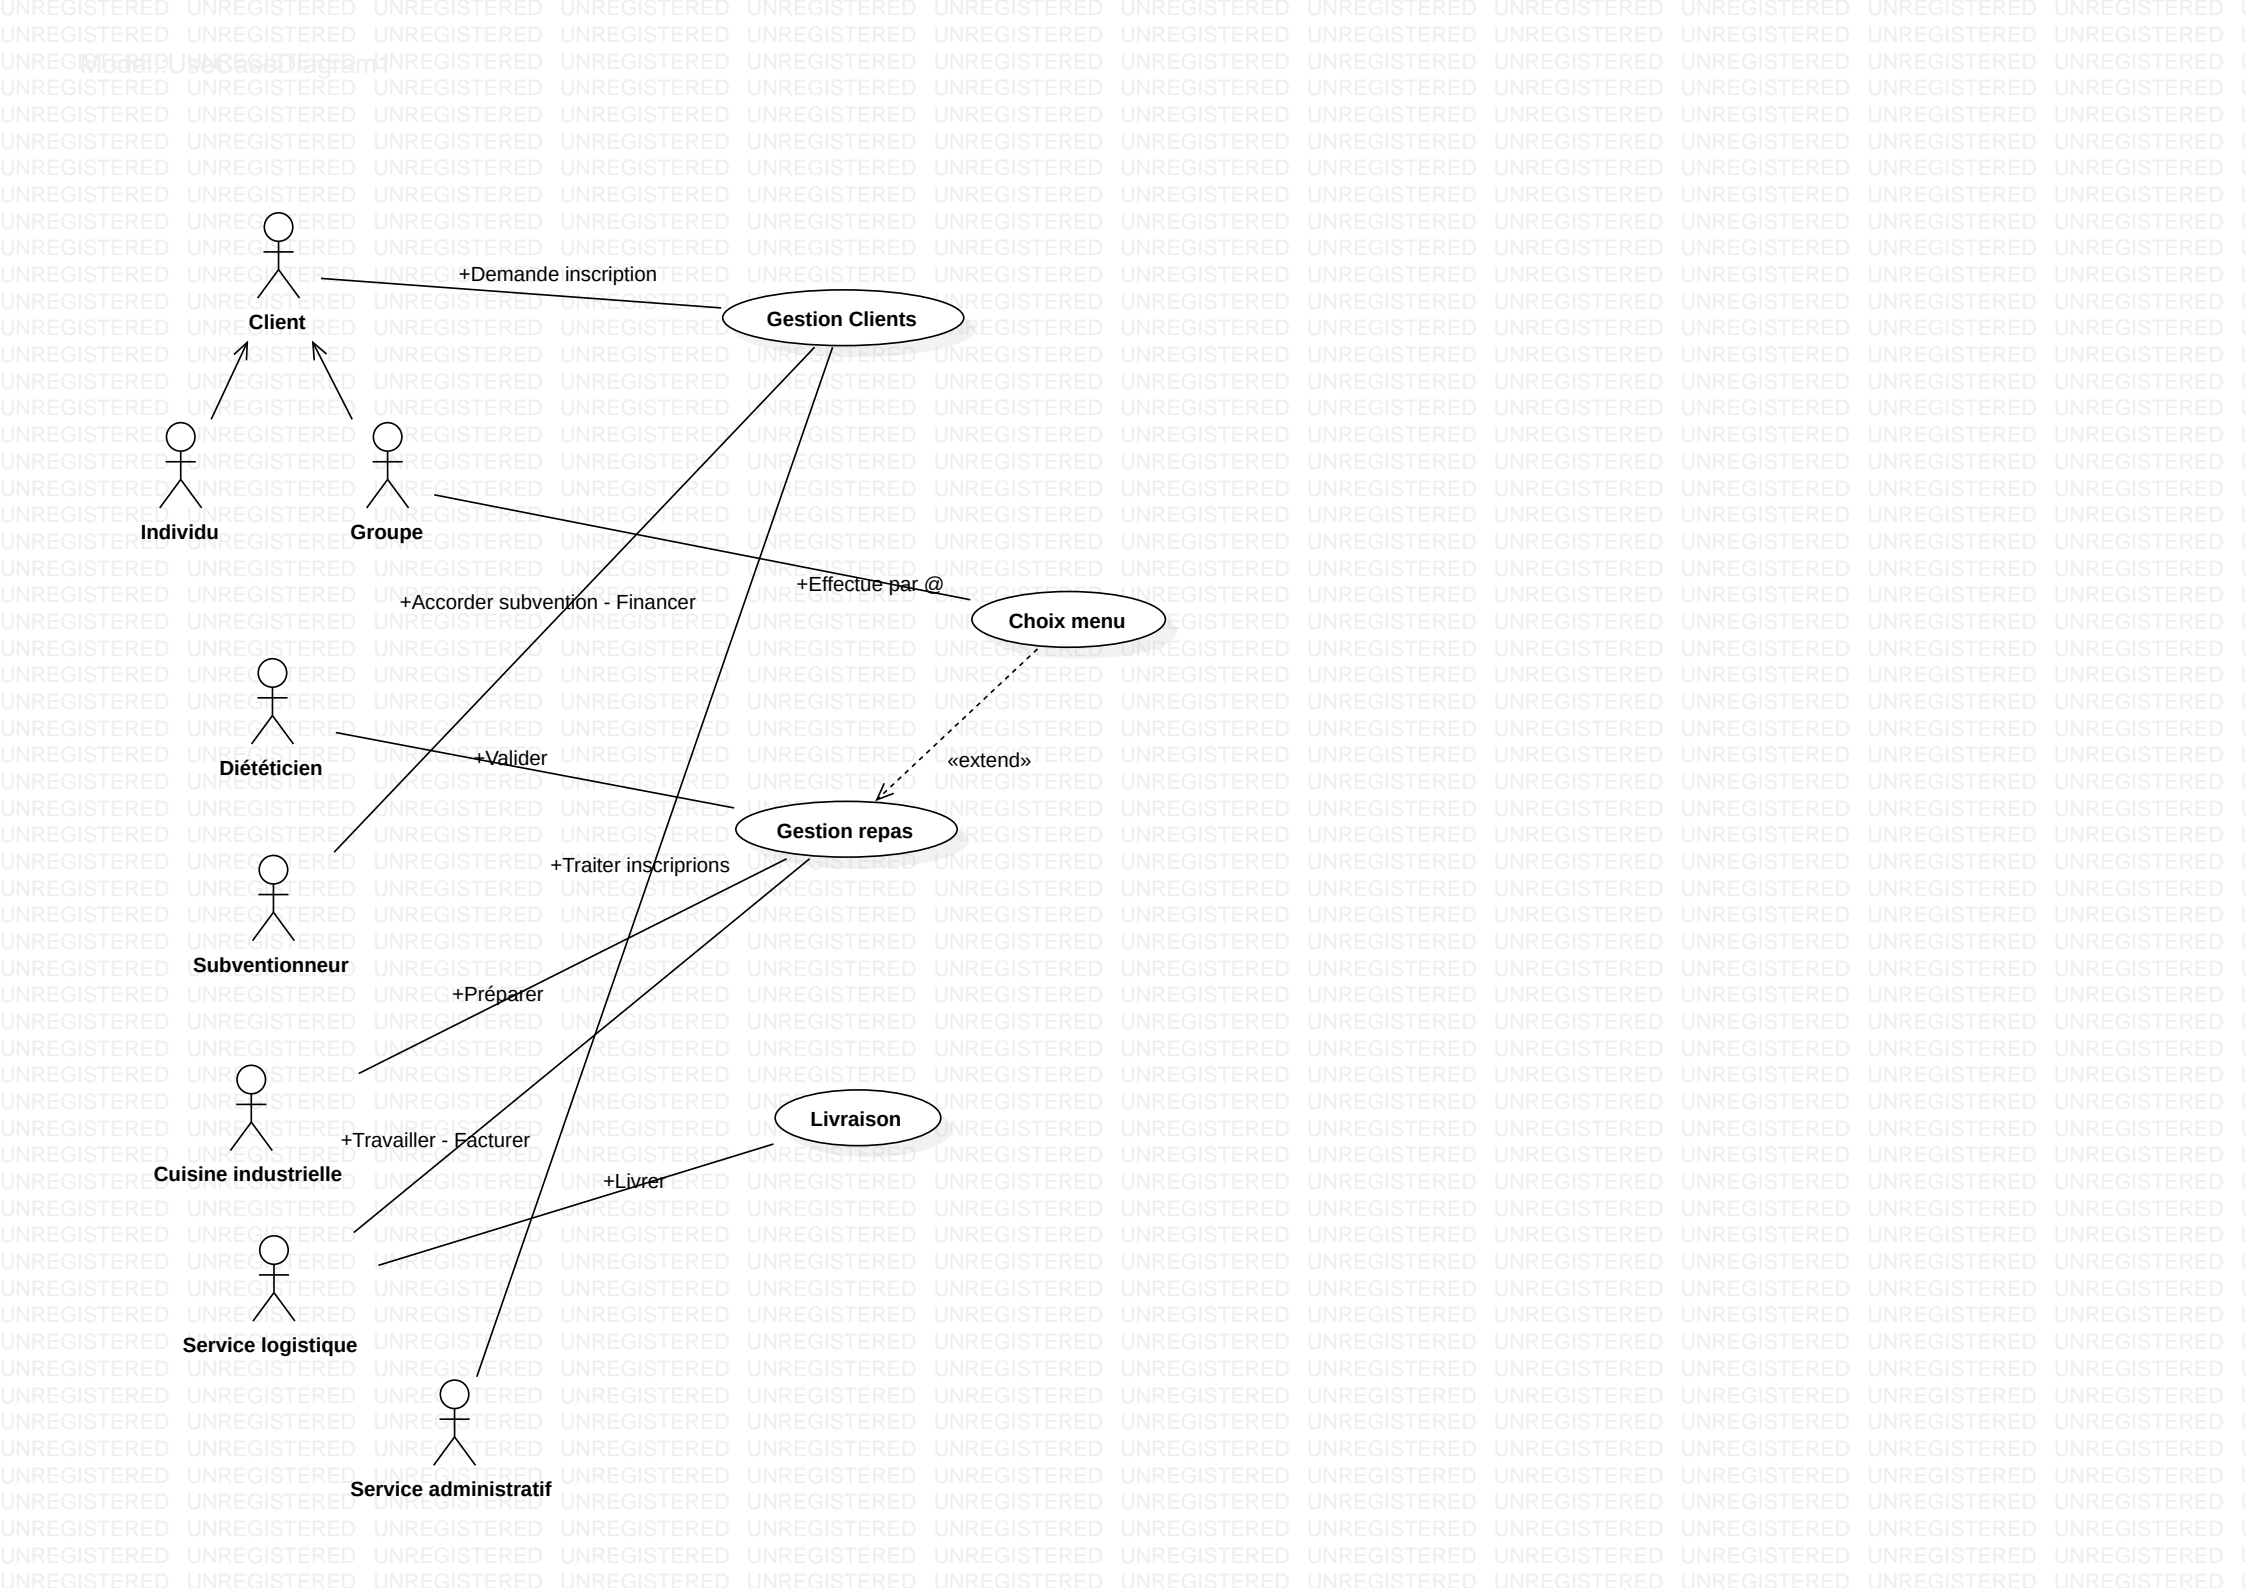 Model::UseCaseDiagram1
+Demande inscription
Client
Gestion Clients
Individu
Groupe
+Effectue par @
+Accorder subvention - Financer
Choix menu
+Valider
«extend»
Diététicien
Gestion repas
+Traiter inscriprions
Subventionneur
+Préparer
Livraison
+Travailler - Facturer
Cuisine industrielle
+Livrer
Service logistique
Service administratif
UNREGISTERED